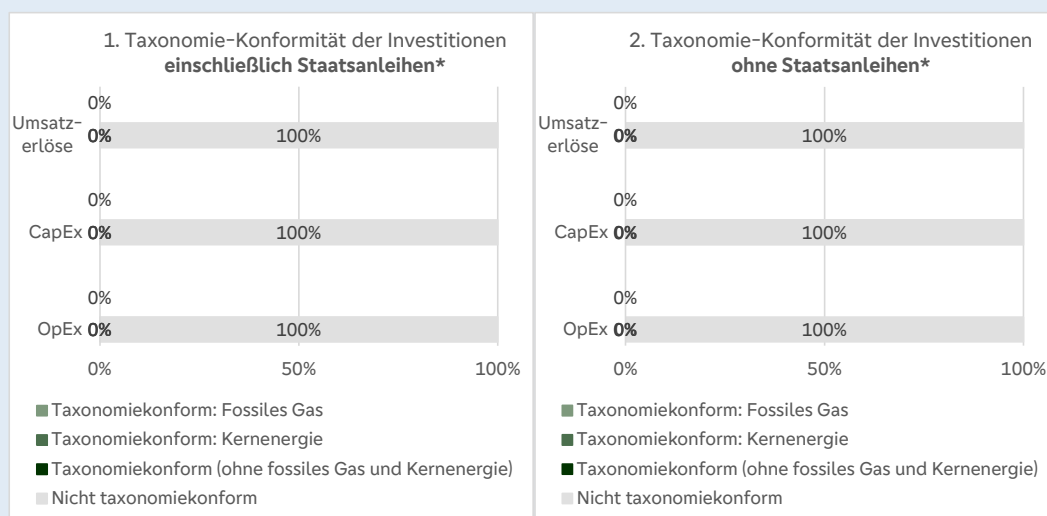 1. Taxonomie-Konformität der Investitionen
einschließlich Staatsanleihen*
0%
Umsatz-
erlöse
0%
100%
0%
CapEx
0%
100%
0%
OpEx
0%
100%
0%
50%
100%
Taxonomiekonform: Fossiles Gas
Taxonomiekonform: Kernenergie
Taxonomiekonform (ohne fossiles Gas und Kernenergie)
Nicht taxonomiekonform
2. Taxonomie-Konformität der Investitionen
ohne Staatsanleihen*
0%
Umsatz-
erlöse
0%
100%
0%
CapEx
0%
100%
0%
OpEx
0%
100%
0%
50%
100%
Taxonomiekonform: Fossiles Gas
Taxonomiekonform: Kernenergie
Taxonomiekonform (ohne fossiles Gas und Kernenergie)
Nicht taxonomiekonform